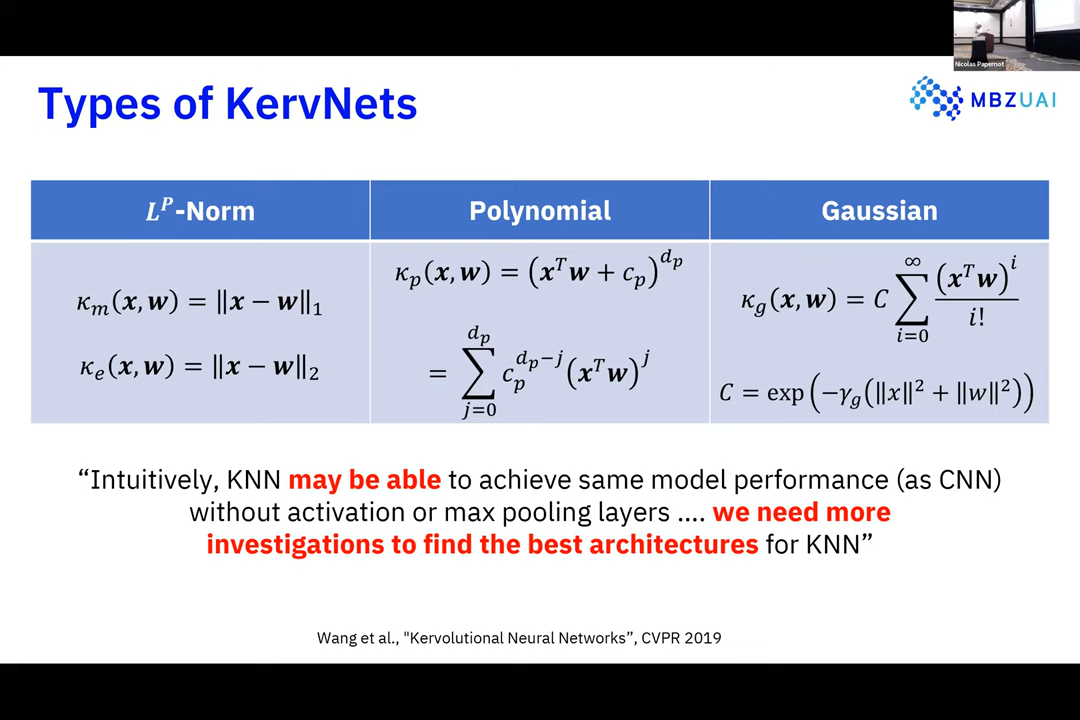 Nicolas Papernot
Types of KervNets
MBZUAI
L^P-Norm
κ_m(x, w) = ‖x − w‖_1
κ_e(x, w) = ‖x − w‖_2
Polynomial
κ_p(x, w) = (x^T w + c_p)^{d_p}
= ∑_{j=0}^{d_p} c_p^{d_p−j} (x^T w)^j
Gaussian
κ_g(x, w) = C ∑_{i=0}^{∞} (x^T w)^i / i!
C = exp(−γ_g(‖x‖^2 + ‖w‖^2))
“Intuitively, KNN may be able to achieve same model performance (as CNN)
without activation or max pooling layers .... we need more
investigations to find the best architectures for KNN”
Wang et al., "Kervolutional Neural Networks”, CVPR 2019